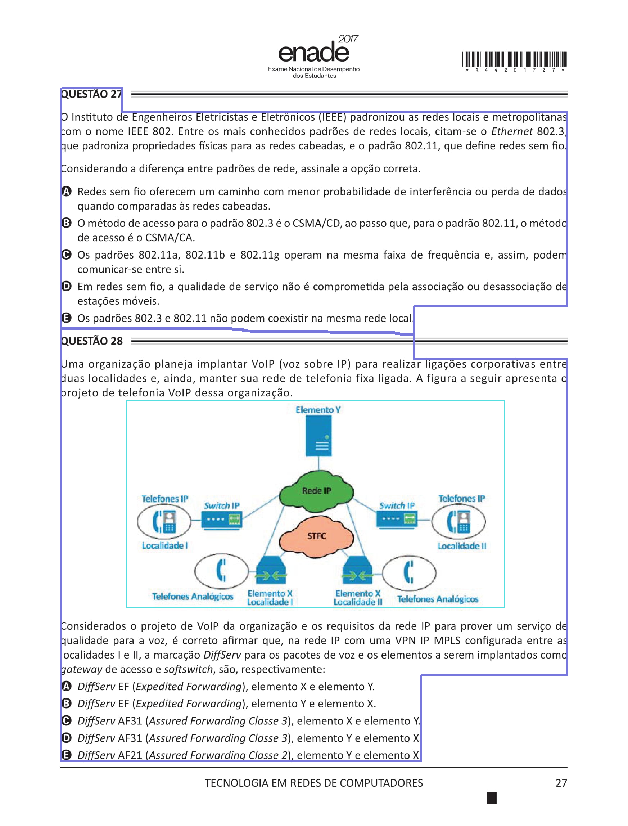 enade 2017
Exame Nacional de Desempenho
dos Estudantes
QUESTÃO 27
O Instituto de Engenheiros Eletricistas e Eletrônicos (IEEE) padronizou as redes locais e metropolitanas
com o nome IEEE 802. Entre os mais conhecidos padrões de redes locais, citam-se o Ethernet 802.3,
que padroniza propriedades físicas para as redes cabeadas, e o padrão 802.11, que define redes sem fio.
Considerando a diferença entre padrões de rede, assinale a opção correta.
A Redes sem fio oferecem um caminho com menor probabilidade de interferência ou perda de dados
quando comparadas às redes cabeadas.
B O método de acesso para o padrão 802.3 é o CSMA/CD, ao passo que, para o padrão 802.11, o método
de acesso é o CSMA/CA.
C Os padrões 802.11a, 802.11b e 802.11g operam na mesma faixa de frequência e, assim, podem
comunicar-se entre si.
D Em redes sem fio, a qualidade de serviço não é comprometida pela associação ou desassociação de
estações móveis.
E Os padrões 802.3 e 802.11 não podem coexistir na mesma rede local.
QUESTÃO 28
Uma organização planeja implantar VoIP (voz sobre IP) para realizar ligações corporativas entre
duas localidades e, ainda, manter sua rede de telefonia fixa ligada. A figura a seguir apresenta o
projeto de telefonia VoIP dessa organização.
Elemento Y
Rede IP
Telefones IP
Switch IP
Switch IP
Telefones IP
STFC
Localidade I
Localidade II
Telefones Analógicos
Elemento X
Localidade I
Elemento X
Localidade II
Telefones Analógicos
Considerados o projeto de VoIP da organização e os requisitos da rede IP para prover um serviço de
qualidade para a voz, é correto afirmar que, na rede IP com uma VPN IP MPLS configurada entre as
localidades I e II, a marcação DiffServ para os pacotes de voz e os elementos a serem implantados como
gateway de acesso e softswitch, são, respectivamente:
A DiffServ EF (Expedited Forwarding), elemento X e elemento Y.
B DiffServ EF (Expedited Forwarding), elemento Y e elemento X.
C DiffServ AF31 (Assured Forwarding Classe 3), elemento X e elemento Y.
D DiffServ AF31 (Assured Forwarding Classe 3), elemento Y e elemento X.
E DiffServ AF21 (Assured Forwarding Classe 2), elemento Y e elemento X.
TECNOLOGIA EM REDES DE COMPUTADORES
27